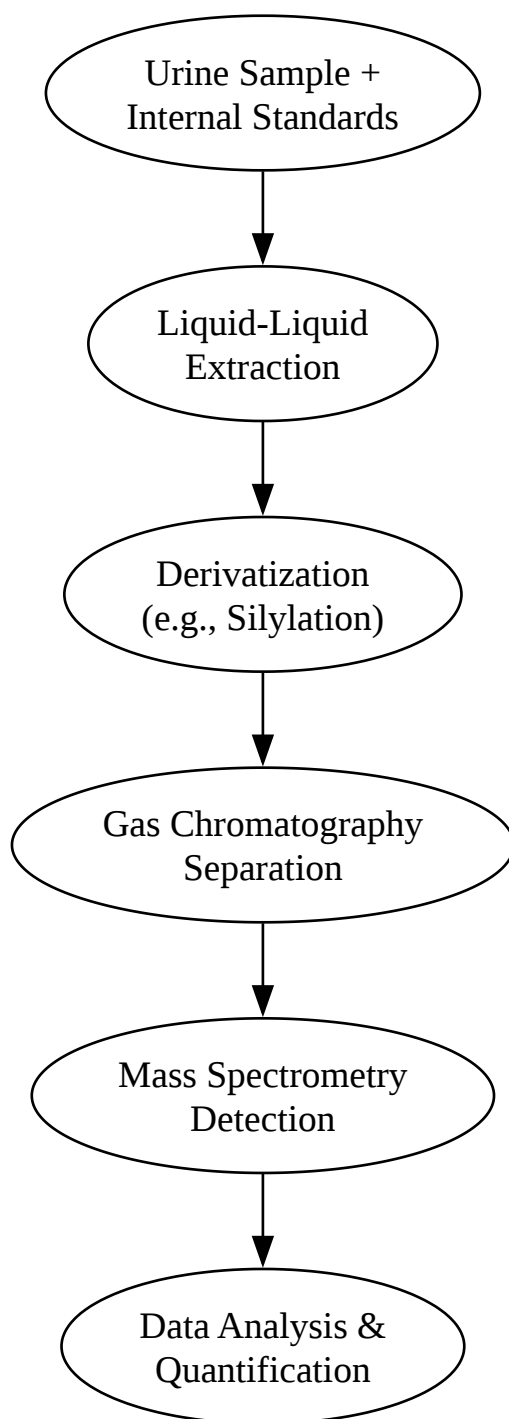 Urine Sample +
Internal Standards
Liquid-Liquid
Extraction
Derivatization
(e.g., Silylation)
Gas Chromatography
Separation
Mass Spectrometry
Detection
Data Analysis &
Quantification